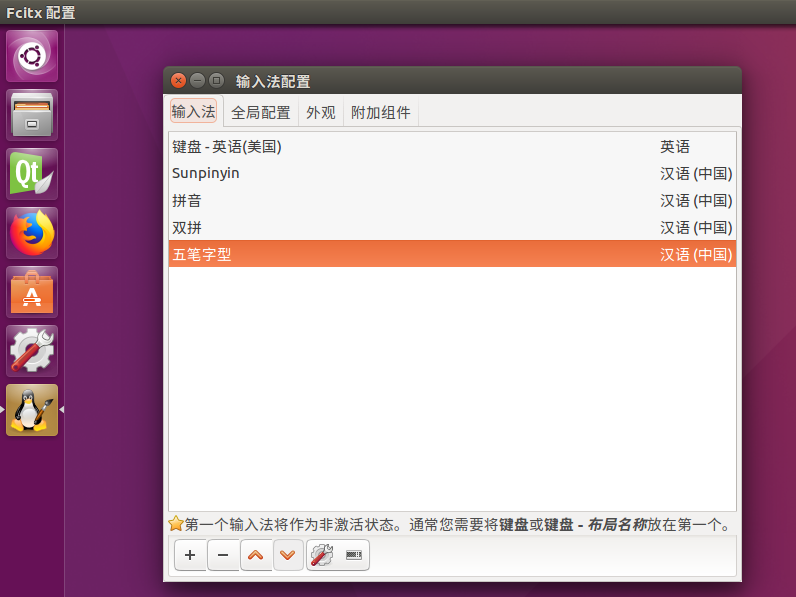 Fcitx 配置
输入法配置
输入法 全局配置 外观 附加组件
键盘 - 英语(美国) 英语
Sunpinyin 汉语 (中国)
拼音 汉语 (中国)
双拼 汉语 (中国)
五笔字型 汉语 (中国)
第一个输入法将作为非激活状态。通常您需要将键盘或键盘 - 布局名称放在第一个。
Qt
A